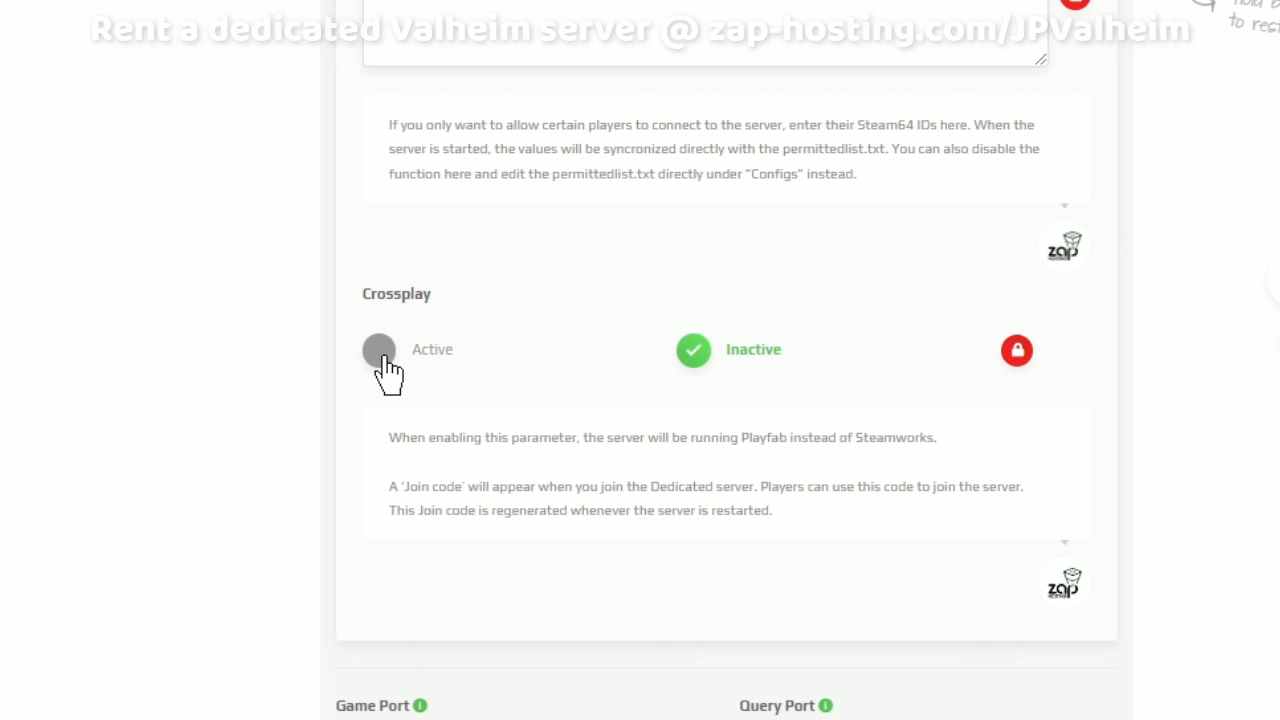 Rent a dedicated Valheim server @ zap-hosting.com/JPValheim
to rest
If you only want to allow certain players to connect to the server, enter their Steam64 IDs here. When the
server is started, the values will be syncronized directly with the permittedlist.txt. You can also disable the
function here and edit the permittedlist.txt directly under "Configs" instead.
zap
Crossplay
Active
Inactive
When enabling this parameter, the server will be running Playfab instead of Steamworks.
A 'Join code' will appear when you join the Dedicated server. Players can use this code to join the server.
This Join code is regenerated whenever the server is restarted.
zap
Game Port
Query Port